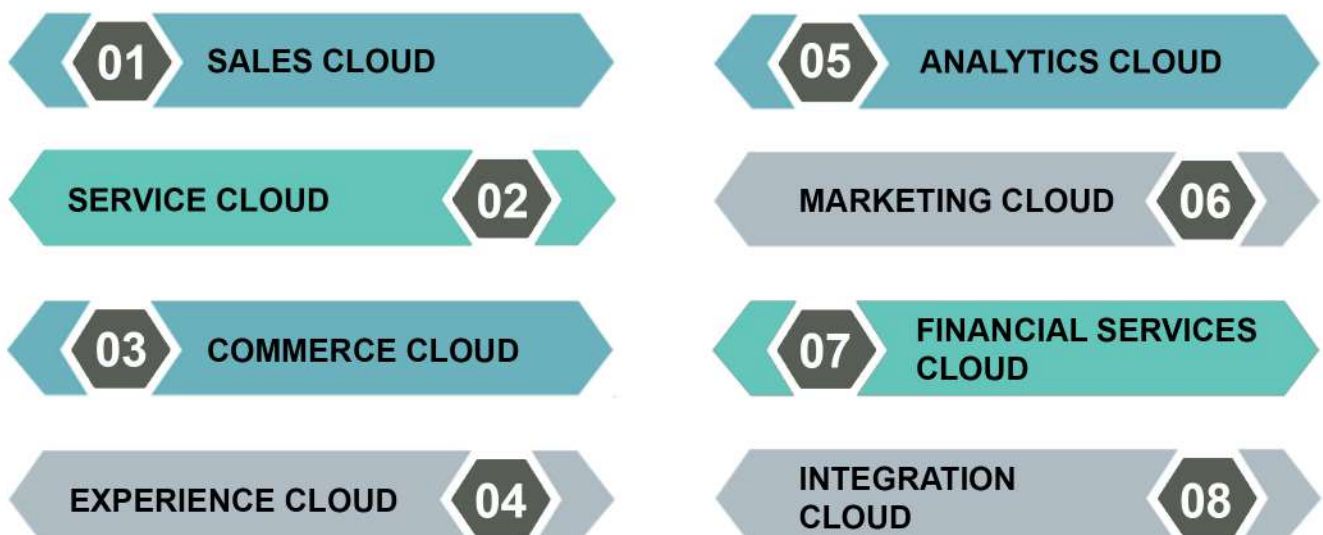 01 SALES CLOUD
SERVICE CLOUD 02
03 COMMERCE CLOUD
EXPERIENCE CLOUD 04
05 ANALYTICS CLOUD
MARKETING CLOUD 06
07 FINANCIAL SERVICES
CLOUD
INTEGRATION
CLOUD 08